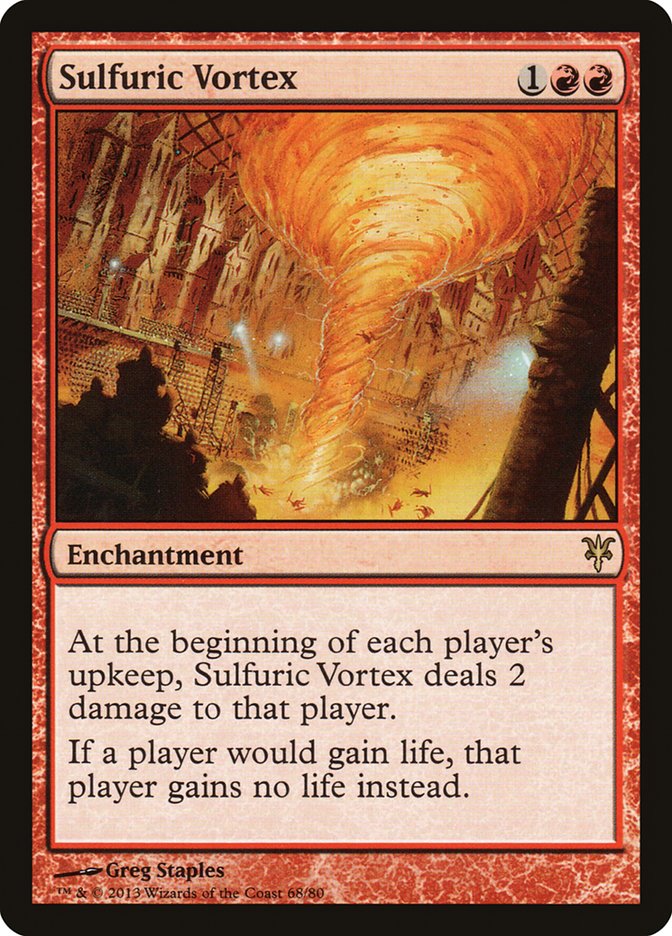 Sulfuric Vortex 1
Enchantment
At the beginning of each player's
upkeep, Sulfuric Vortex deals 2
damage to that player.
If a player would gain life, that
player gains no life instead.
Greg Staples
™ & © 2013 Wizards of the Coast 68/80